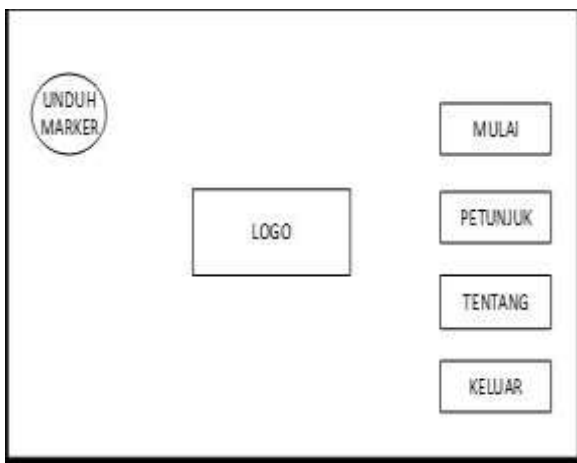 UNDUH
MARKER
MULAI
LOGO
PETUNJUK
TENTANG
KELUAR